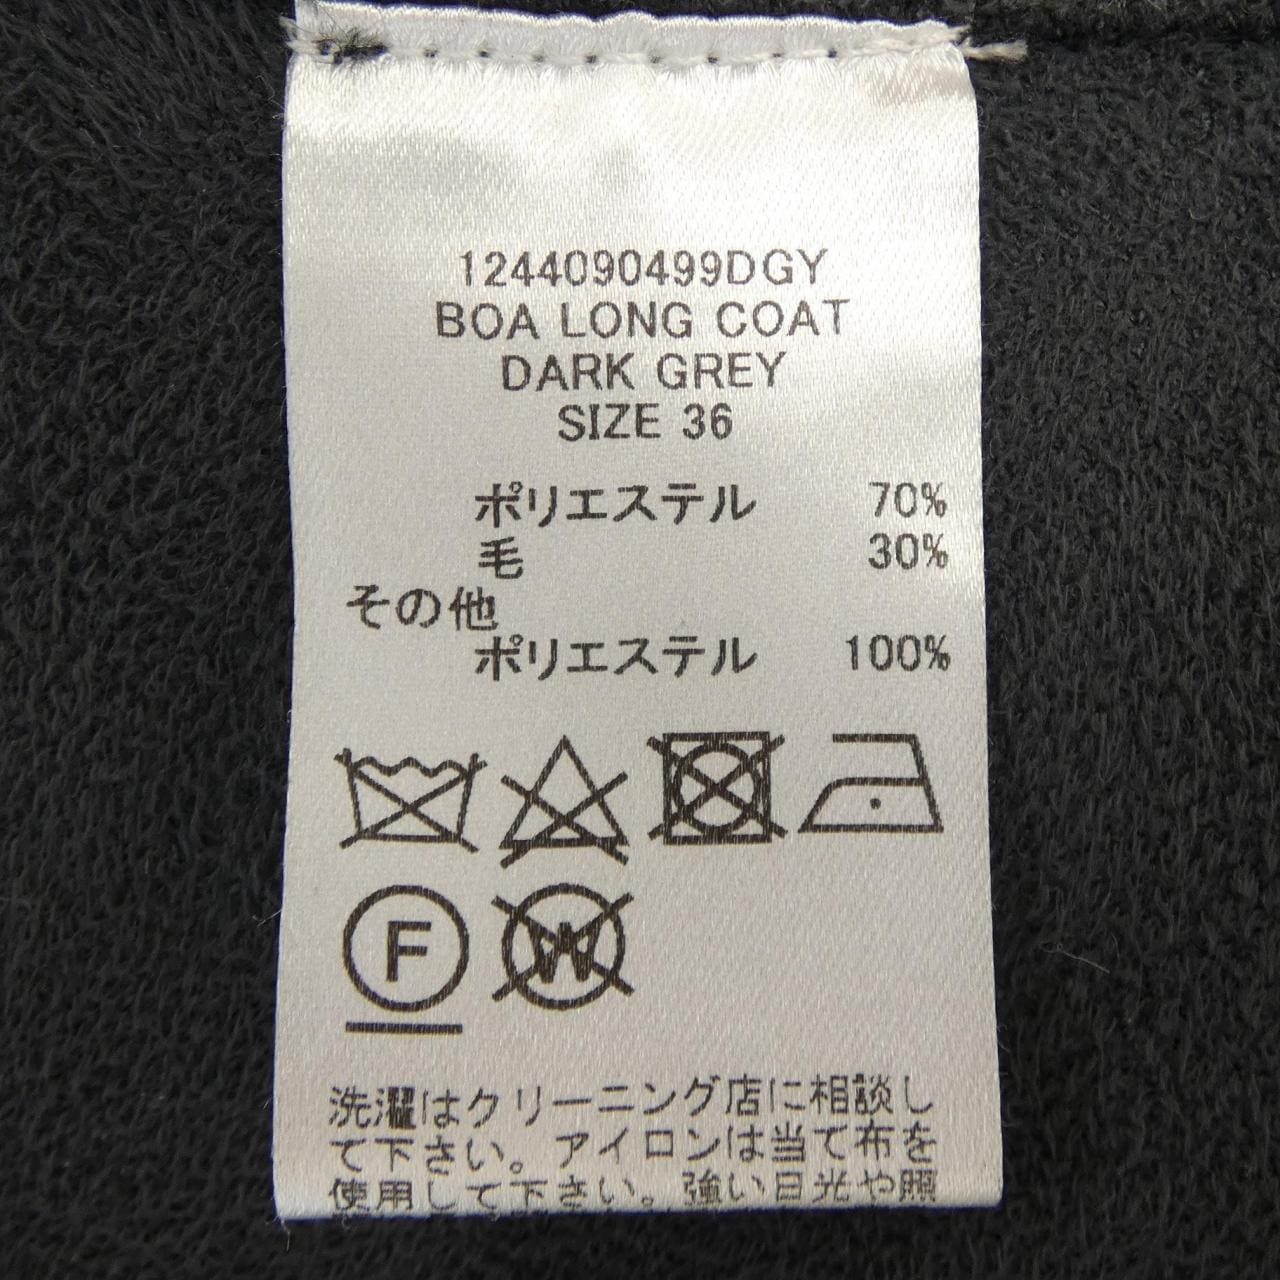 1244090499DGY
BOA LONG COAT
DARK GREY
SIZE 36
ポリエステル 70%
毛 30%
その他
ポリエステル 100%
F W
洗濯はクリーニング店に相談し
て下さい。アイロンは当て布を
使用して下さい。強い日光や照